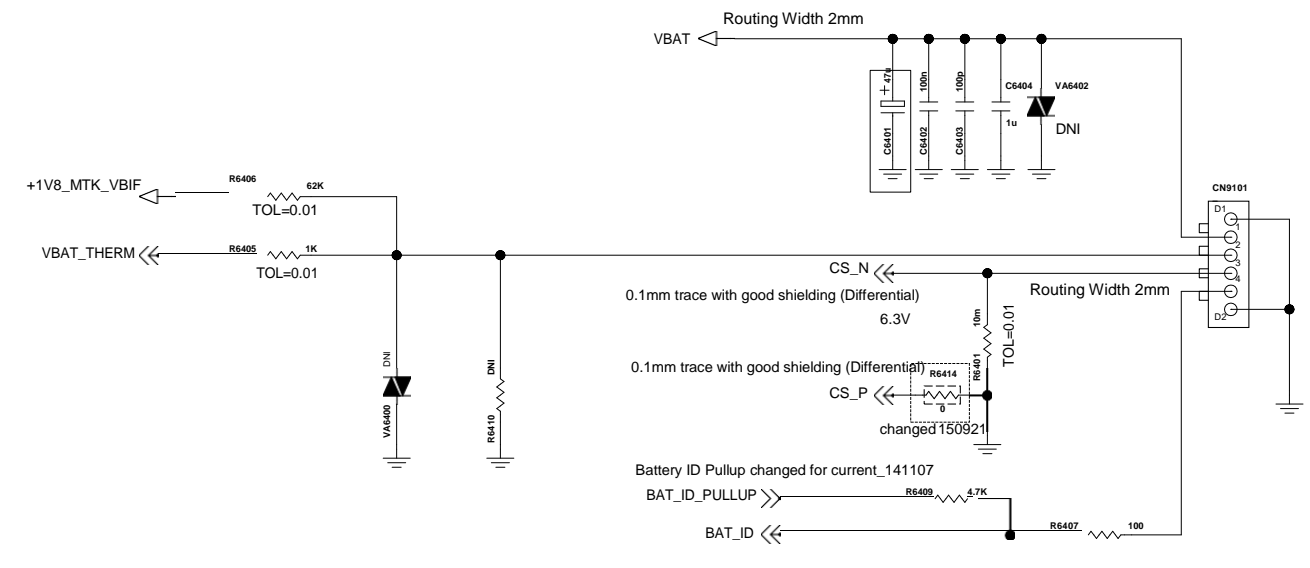 Routing Width 2mm
VBAT
47u
100n
100p
C6404
VA6402
+
1u
DNI
C6401
C6402
C6403
CN9101
D1
1
2
3
4
D2
+1V8_MTK_VBIF
R6406
62K
TOL=0.01
VBAT_THERM
R6405
1K
TOL=0.01
CS_N
0.1mm trace with good shielding (Differential)
6.3V
Routing Width 2mm
10m
TOL=0.01
R6401
0.1mm trace with good shielding (Differential)
R6414
CS_P
0
changed 150921
DNI
VA6400
DNI
R6410
Battery ID Pullup changed for current_141107
BAT_ID_PULLUP
R6409
4.7K
BAT_ID
R6407
100